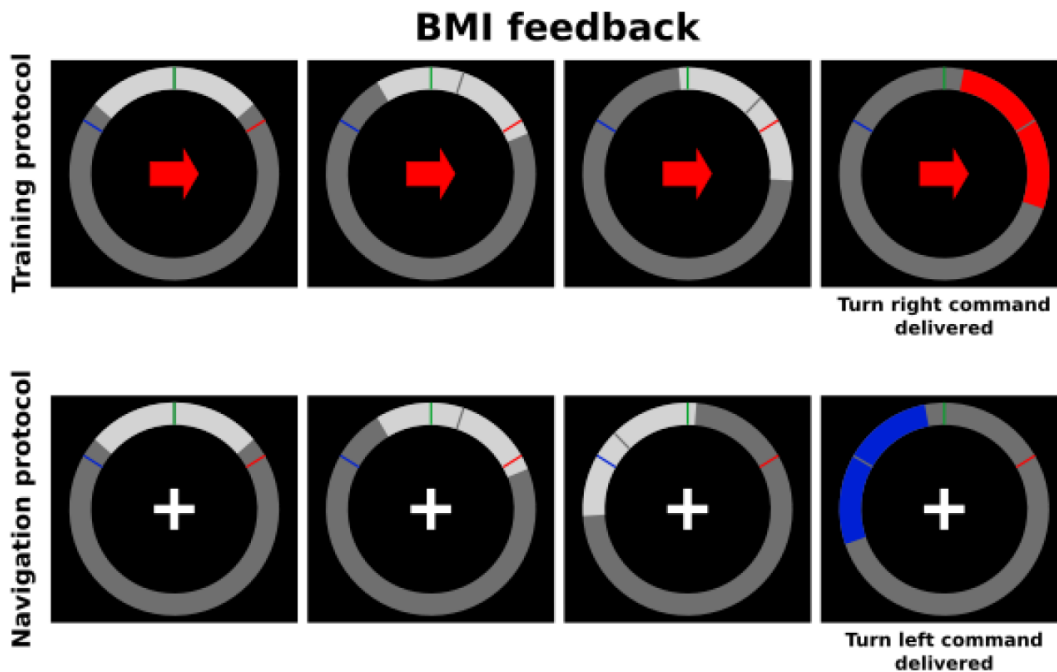 BMI feedback
Training protocol
Turn right command
delivered
Navigation protocol
Turn left command
delivered